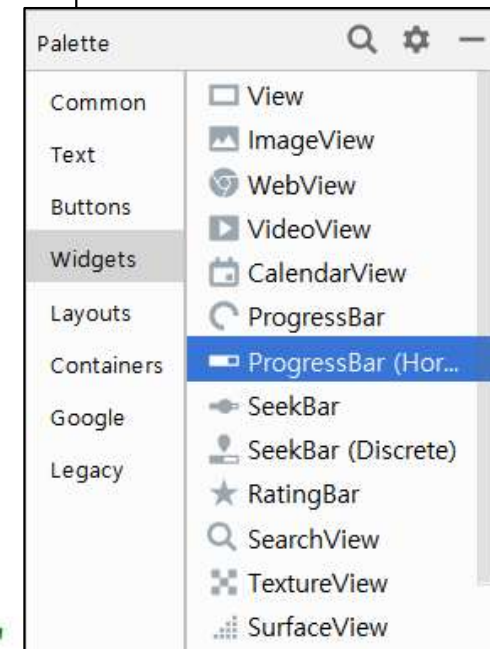 Palette
Common
Text
Buttons
Widgets
Layouts
Containers
Google
Legacy
View
ImageView
WebView
VideoView
CalendarView
ProgressBar
ProgressBar (Hor...
SeekBar
SeekBar (Discrete)
RatingBar
SearchView
TextureView
SurfaceView